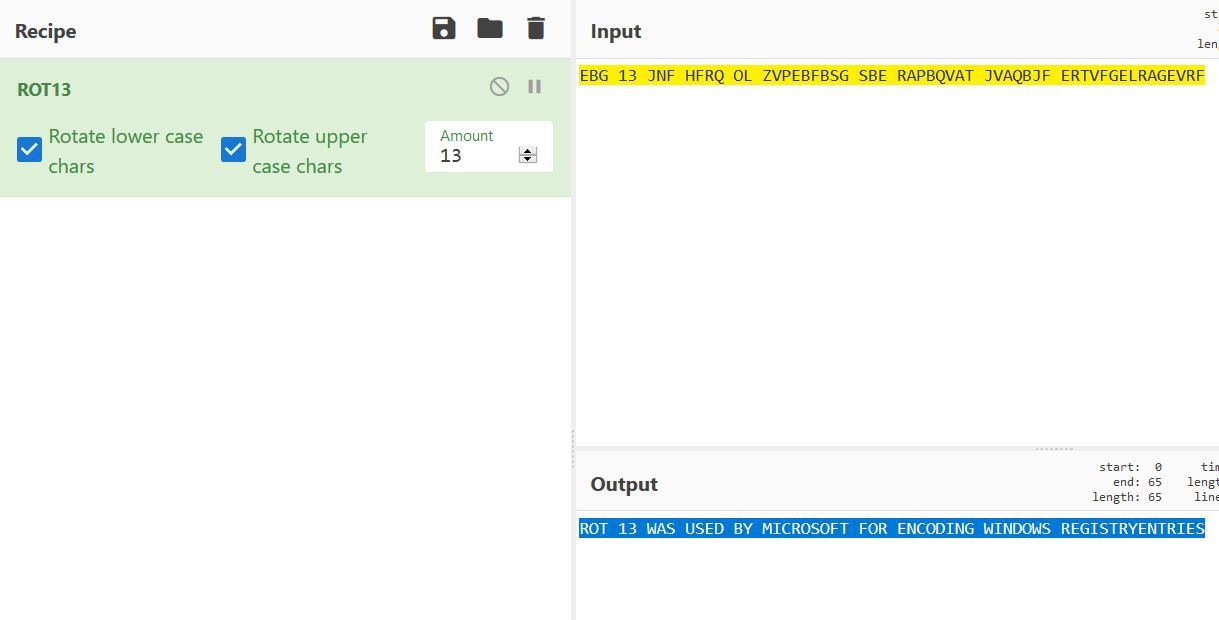 Recipe
ROT13
Rotate lower case
chars
Rotate upper
case chars
Amount
13
Input
EBG 13 JNF HFRQ OL ZVPEBFBSG SBE RAPBQVAT JVAQBJF ERTVFGELRAGEVRF
Output
start: 0
end: 65
length: 65
ROT 13 WAS USED BY MICROSOFT FOR ENCODING WINDOWS REGISTRYENTRIES